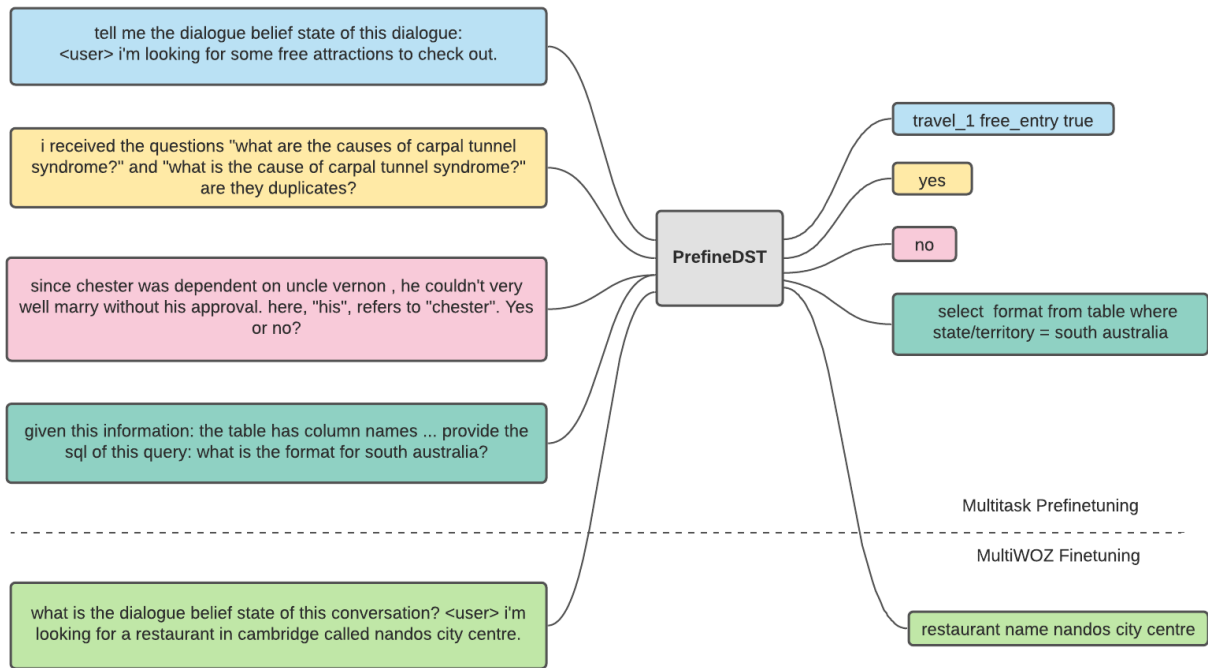 tell me the dialogue belief state of this dialogue:
<user> i'm looking for some free attractions to check out.
i received the questions "what are the causes of carpal tunnel
syndrome?" and "what is the cause of carpal tunnel syndrome?"
are they duplicates?
since chester was dependent on uncle vernon , he couldn't very
well marry without his approval. here, "his", refers to "chester". Yes
or no?
given this information: the table has column names ... provide the
sql of this query: what is the format for south australia?
what is the dialogue belief state of this conversation? <user> i'm
looking for a restaurant in cambridge called nandos city centre.
PrefineDST
travel_1 free_entry true
yes
no
select format from table where
state/territory = south australia
Multitask Prefinetuning
MultiWOZ Finetuning
restaurant name nandos city centre